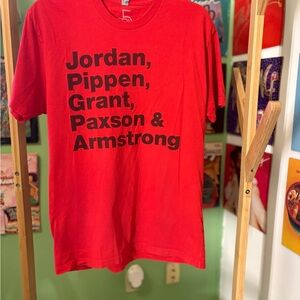 Jordan,
Pippen,
Grant,
Paxson &
Armstrong